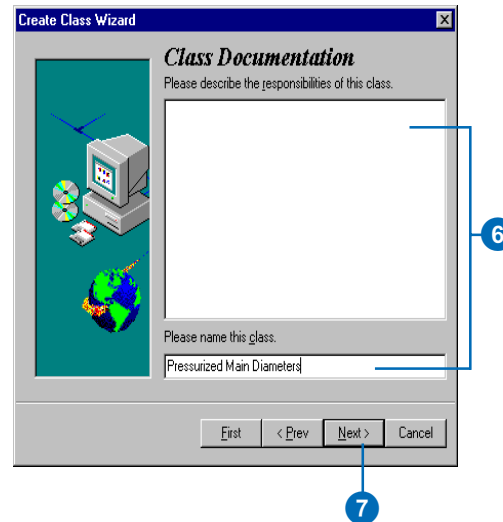 Create Class Wizard
Class Documentation
Please describe the responsibilities of this class.
6
Please name this class.
Pressurized Main Diameters
First
< Prev
Next >
Cancel
7